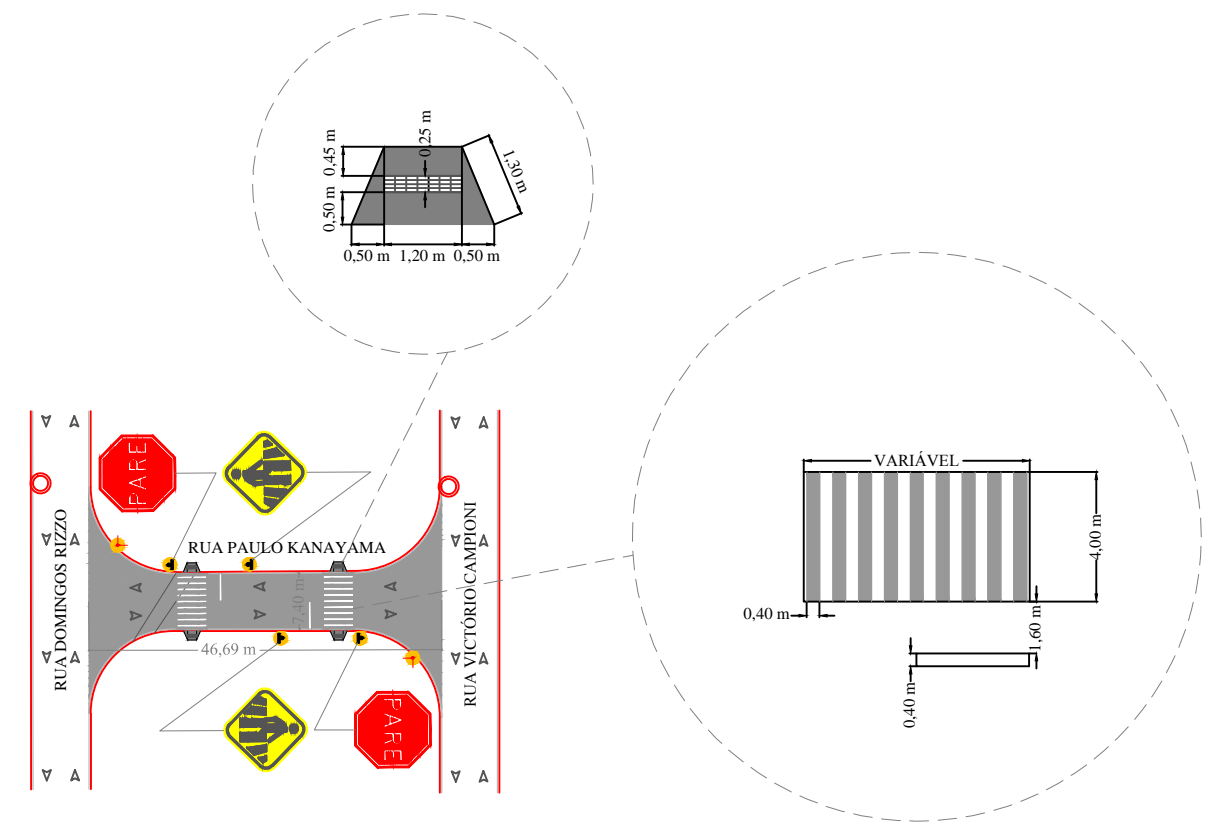 0,45 m
0,25 m
1,30 m
0,50 m
0,50 m
1,20 m
0,50 m
PARE
RUA DOMINGOS RIZZO
RUA PAULO KANAYAMA
RUA VICTÓRIO CAMPIONI
7,40 m
46,69 m
PARE
VARIÁVEL
4,00 m
0,40 m
1,60 m
0,40 m